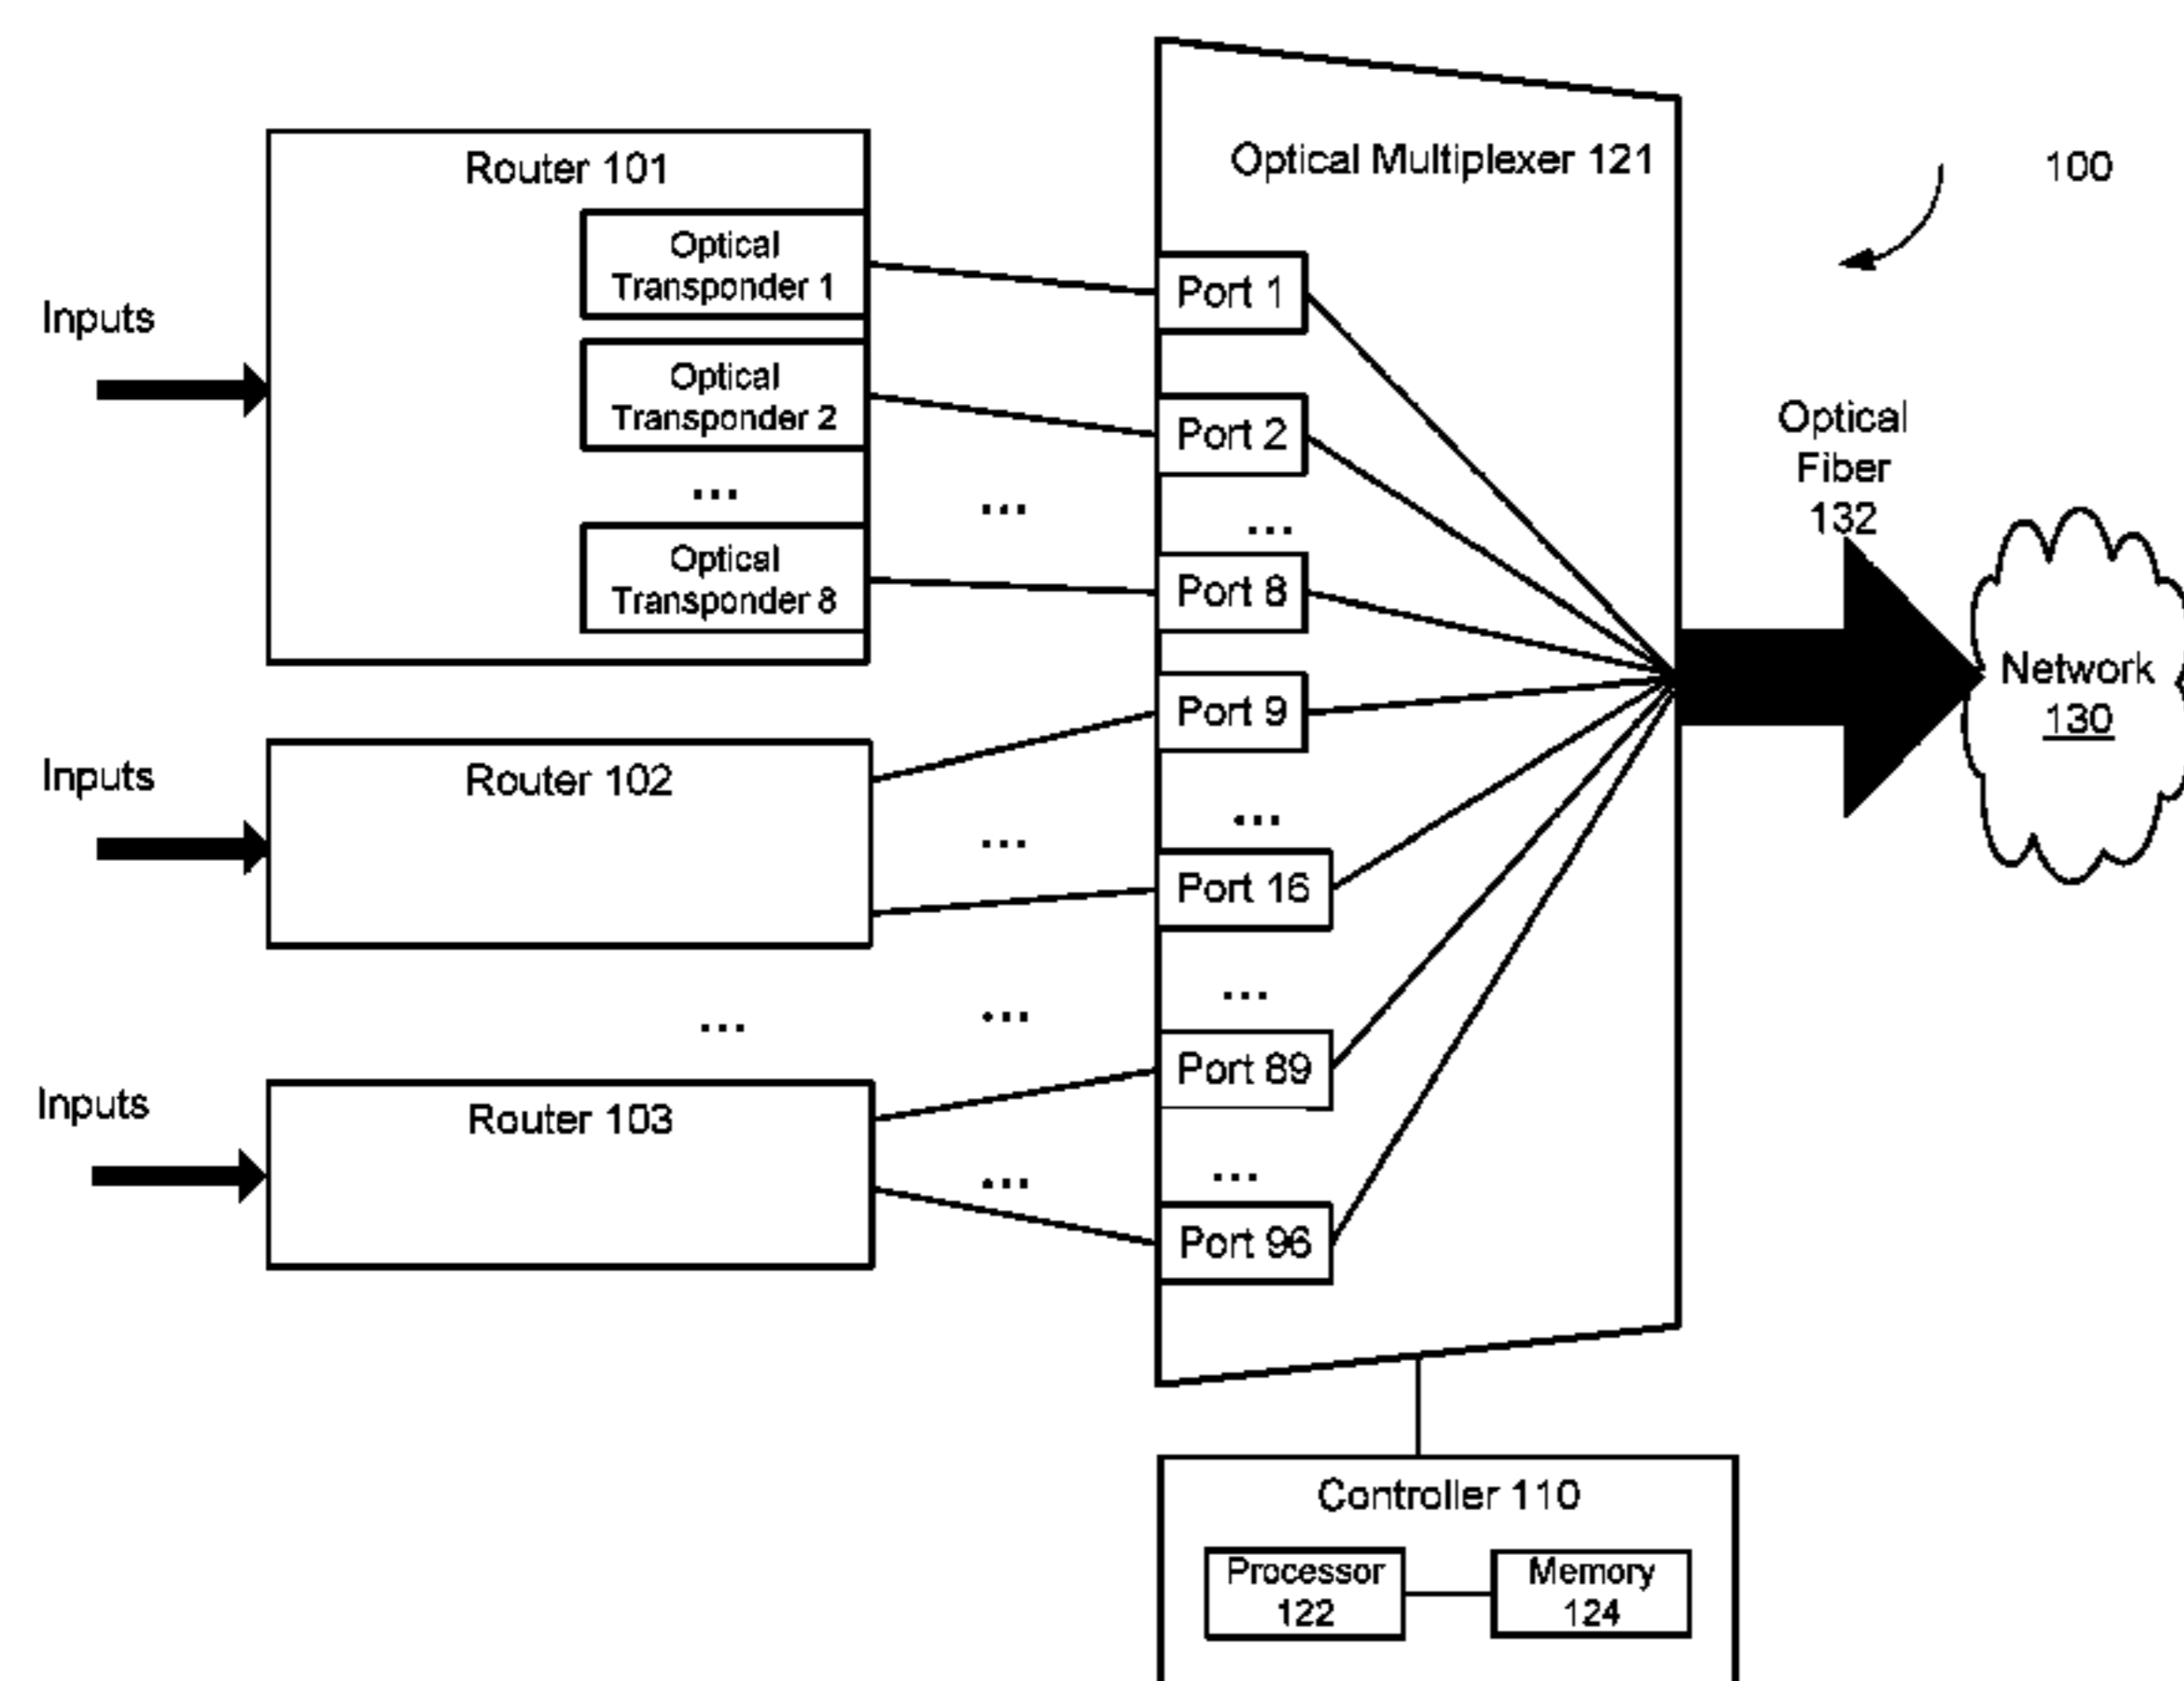 Router 101
Optical Multiplexer 121
100
Optical
Transponder 1
Port 1
Inputs
Optical
Transponder 2
Port 2
Optical
Fiber
132
...
...
...
Optical
Transponder 8
Port 8
Network
130
Port 9
Inputs
Router 102
...
...
Port 16
...
...
...
Port 89
Inputs
Router 103
...
...
Port 96
Controller 110
Processor
122
Memory
124